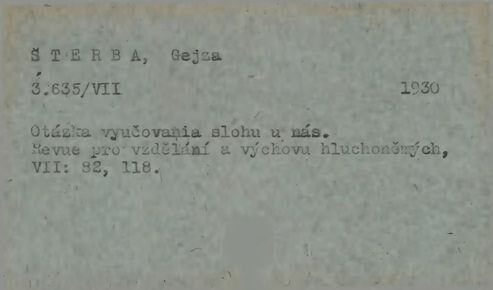 Š T E R B A, Gejza
3.635/VII 1930
Otázka vyučovania slohu u nás.
Revue pro vzdělání a výchovu hluchoněmých,
VII: 82, 118.